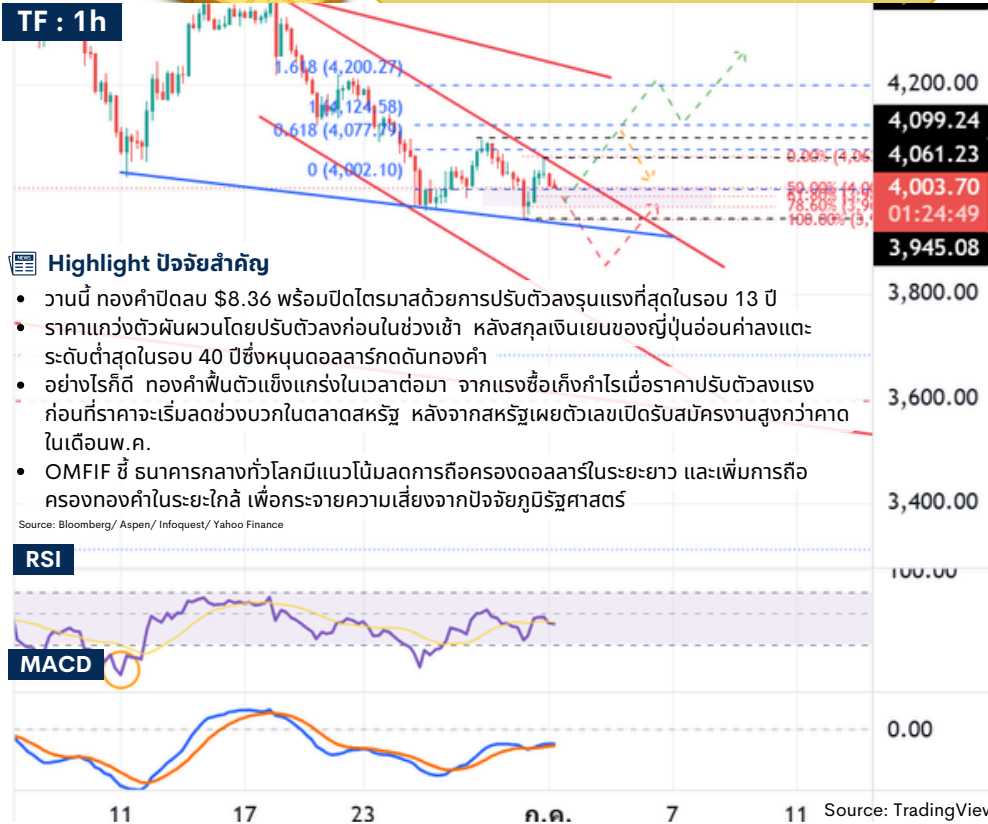 TF : 1h
1.618 (4,200.27)
4,200.00
1 (4,124.58)
4,099.24
0.618 (4,077.79)
4,061.23
0.00%
0 (4,002.10)
4,003.70
01:24:49
50.00%
78.60%
100.00%
3,945.08
Highlight ปัจจัยสำคัญ
3,800.00
• วานนี้ ทองคำปิดลบ $8.36 พร้อมปิดไตรมาสด้วยการปรับตัวลงรุนแรงที่สุดในรอบ 13 ปี
• ราคาแกว่งตัวผันผวนโดยปรับตัวลงก่อนในช่วงเช้า หลังสกุลเงินเยนของญี่ปุ่นอ่อนค่าลงแตะ
ระดับต่ำสุดในรอบ 40 ปีซึ่งหนุนดอลลาร์กดดันทองคำ
• อย่างไรก็ดี ทองคำฟื้นตัวแข็งแกร่งในเวลาต่อมา จากแรงซื้อเก็งกำไรเมื่อราคาปรับตัวลงแรง
3,600.00
ก่อนที่ราคาจะเริ่มลดช่วงบวกในตลาดสหรัฐ หลังจากสหรัฐเผยตัวเลขเปิดรับสมัครงานสูงกว่าคาด
ในเดือนพ.ค.
• OMFIF ชี้ ธนาคารกลางทั่วโลกมีแนวโน้มลดการถือครองดอลลาร์ในระยะยาว และเพิ่มการถือ
ครองทองคำในระยะใกล้ เพื่อกระจายความเสี่ยงจากปัจจัยภูมิรัฐศาสตร์
3,400.00
Source: Bloomberg/ Aspen/ Infoquest/ Yahoo Finance
RSI
100.00
MACD
0.00
11 17 23 ก.ค. 7 11
Source: TradingView